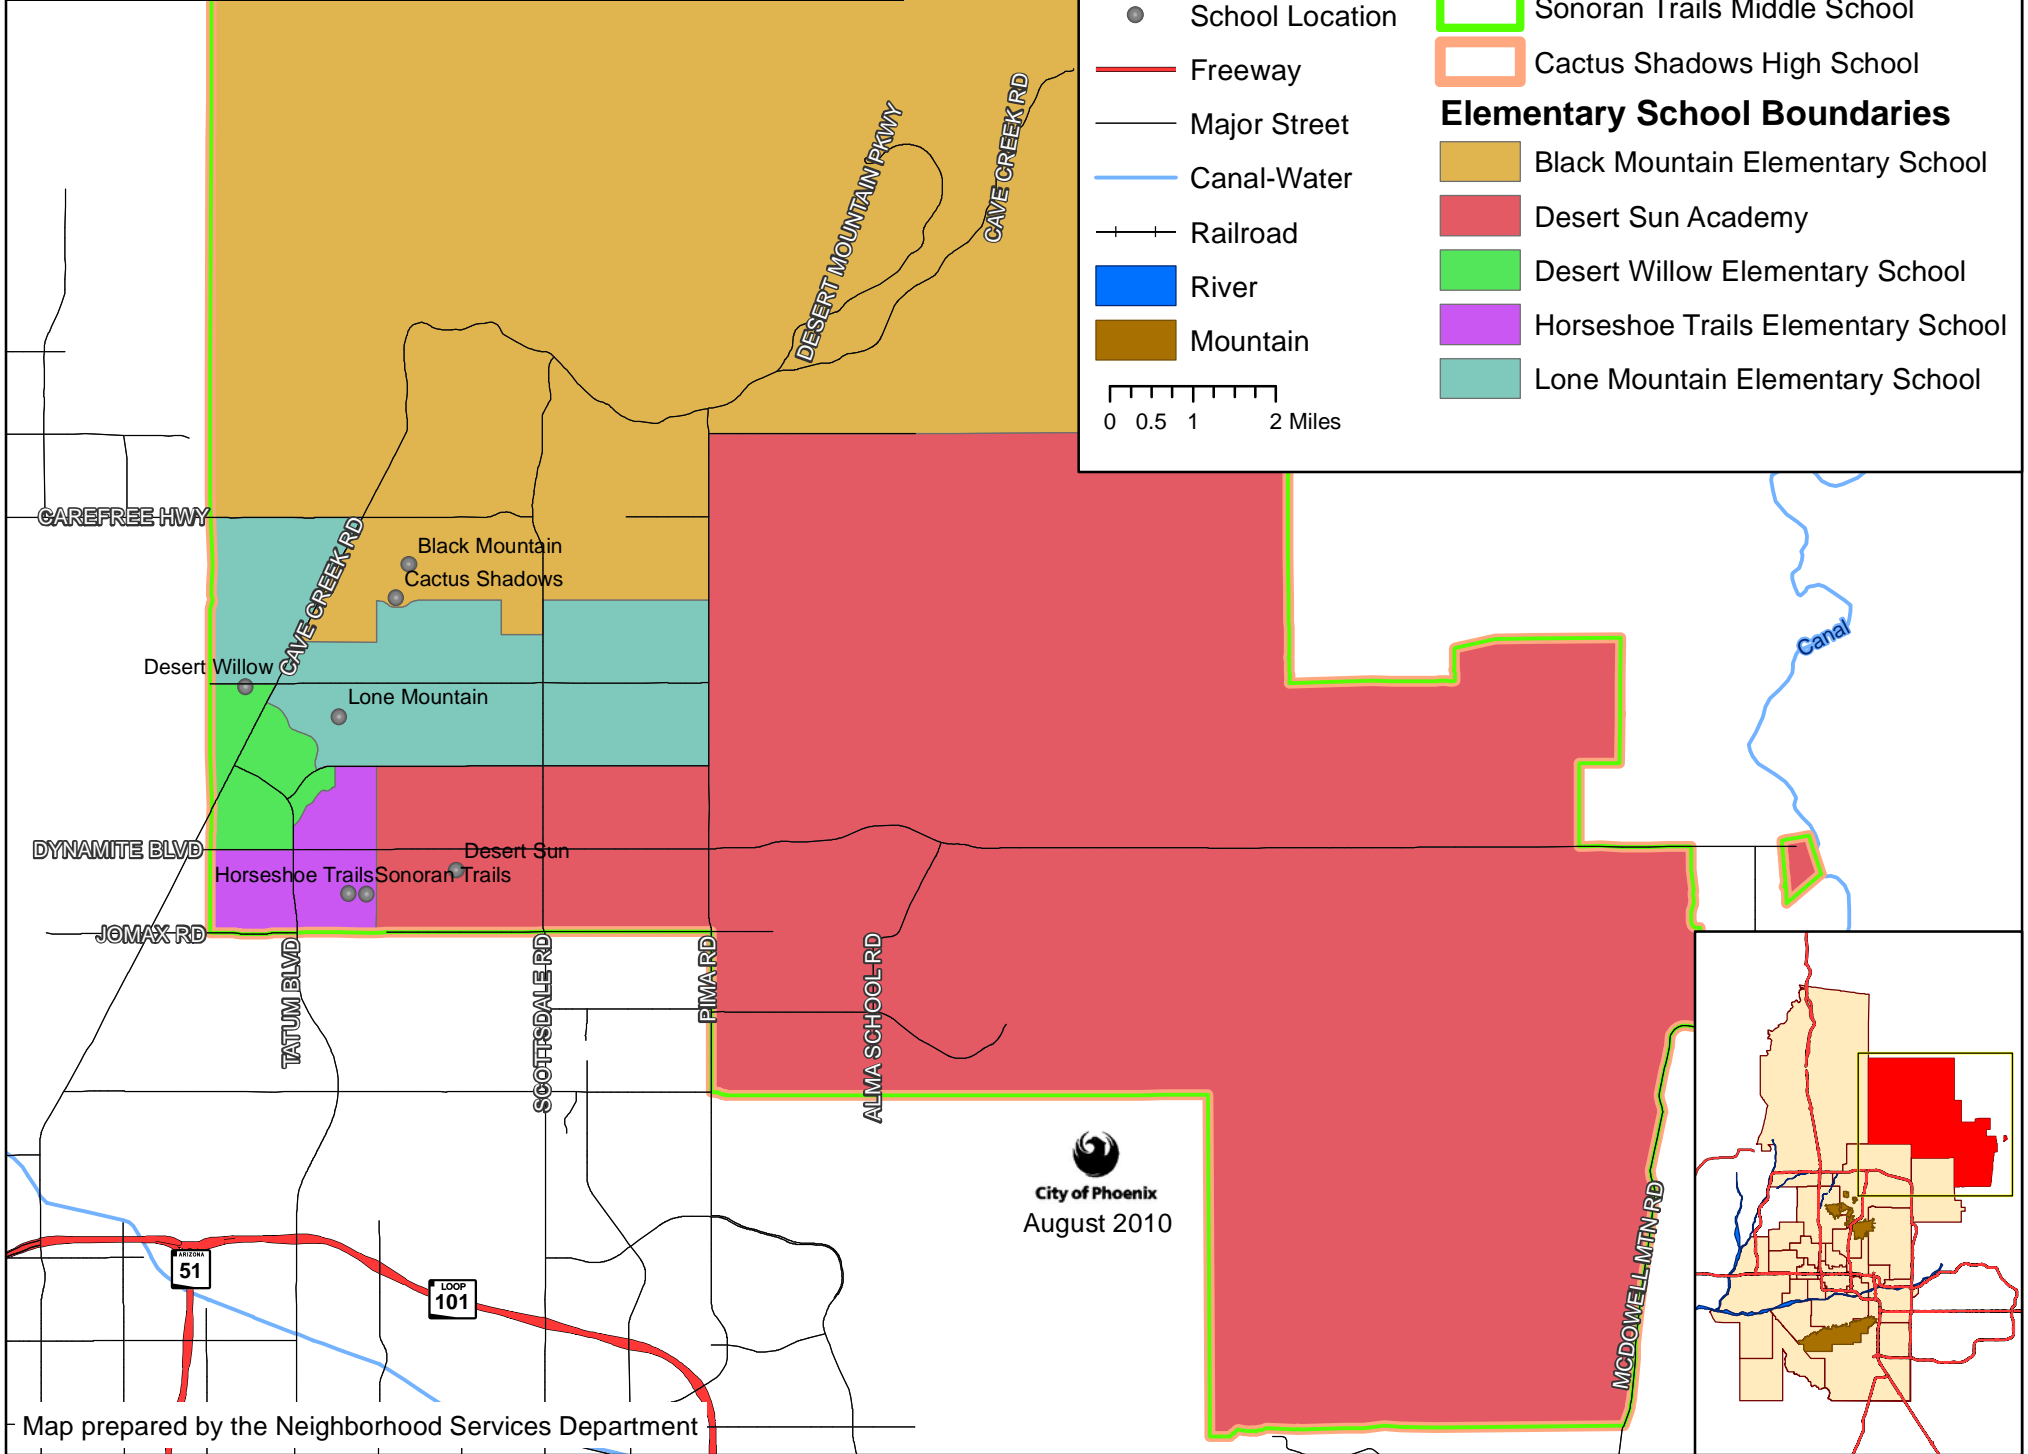 School Location
Freeway
Major Street
Canal-Water
Railroad
River
Mountain
0 0.5 1 2 Miles
Sonoran Trails Middle School
Cactus Shadows High School
Elementary School Boundaries
Black Mountain Elementary School
Desert Sun Academy
Desert Willow Elementary School
Horseshoe Trails Elementary School
Lone Mountain Elementary School
DESERT MOUNTAIN PKWY
CAVE CREEK RD
CAREFREE HWY
CAVE CREEK RD
Black Mountain
Cactus Shadows
Desert Willow
Lone Mountain
Canal
DYNAMITE BLVD
Desert Sun
Horseshoe Trails
Sonoran Trails
JOMAX RD
TATUM BLVD
SCOTTSDALE RD
PIMA RD
ALMA SCHOOL RD
MCDOWELL MTN RD
City of Phoenix
August 2010
ARIZONA
51
LOOP
101
Map prepared by the Neighborhood Services Department